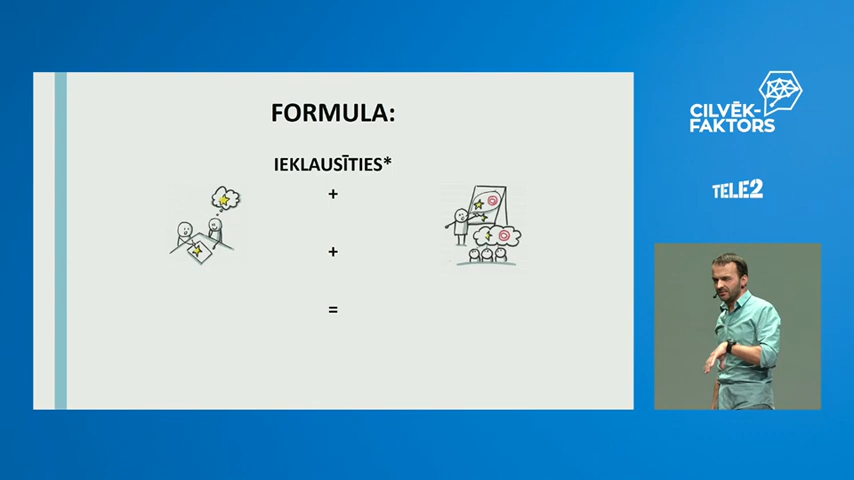 FORMULA:
IEKLAUSĪTIES*
+
+
=
CILVĒK-
FAKTORS
TELE2